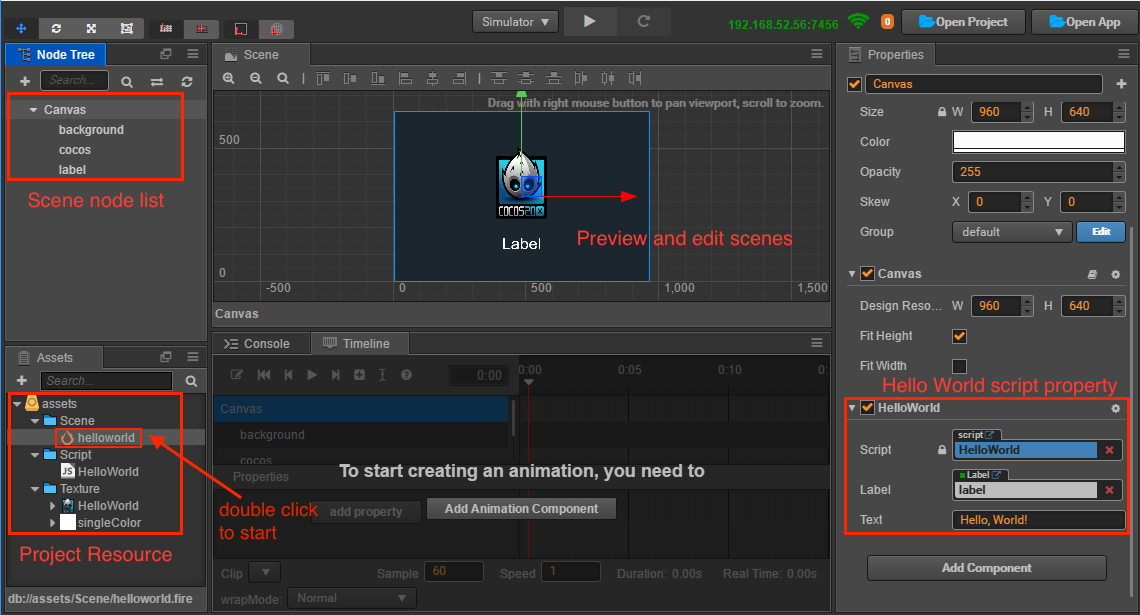 Simulator
192.168.52.56:7456
0
Open Project
Open App
Node Tree
Search...
Canvas
background
cocos
label
Scene node list
Scene
Drag with right mouse button to pan viewport, scroll to zoom.
500
0
-500
0
500
1,000
1,500
COCOS2DX
Label
Preview and edit scenes
Canvas
Assets
Search...
assets
Scene
helloworld
Script
JS HelloWorld
Texture
HelloWorld
singleColor
Project Resource
db://assets/Scene/helloworld.fire
double click
to start
Console
Timeline
0:00
0:00
0:05
0:10
0:
Canvas
background
cocos
Properties
To start creating an animation, you need to
add property
Add Animation Component
Clip
Sample 60
Speed 1
Duration: 0.00s
Real Time: 0.00s
wrapMode: Normal
Properties
Canvas
Size W 960 H 640
Color
Opacity 255
Skew X 0 Y 0
Group default Edit
Canvas
Design Reso... W 960 H 640
Fit Height
Fit Width
Hello World script property
HelloWorld
script
Script HelloWorld
Label
Label label
Text Hello, World!
Add Component